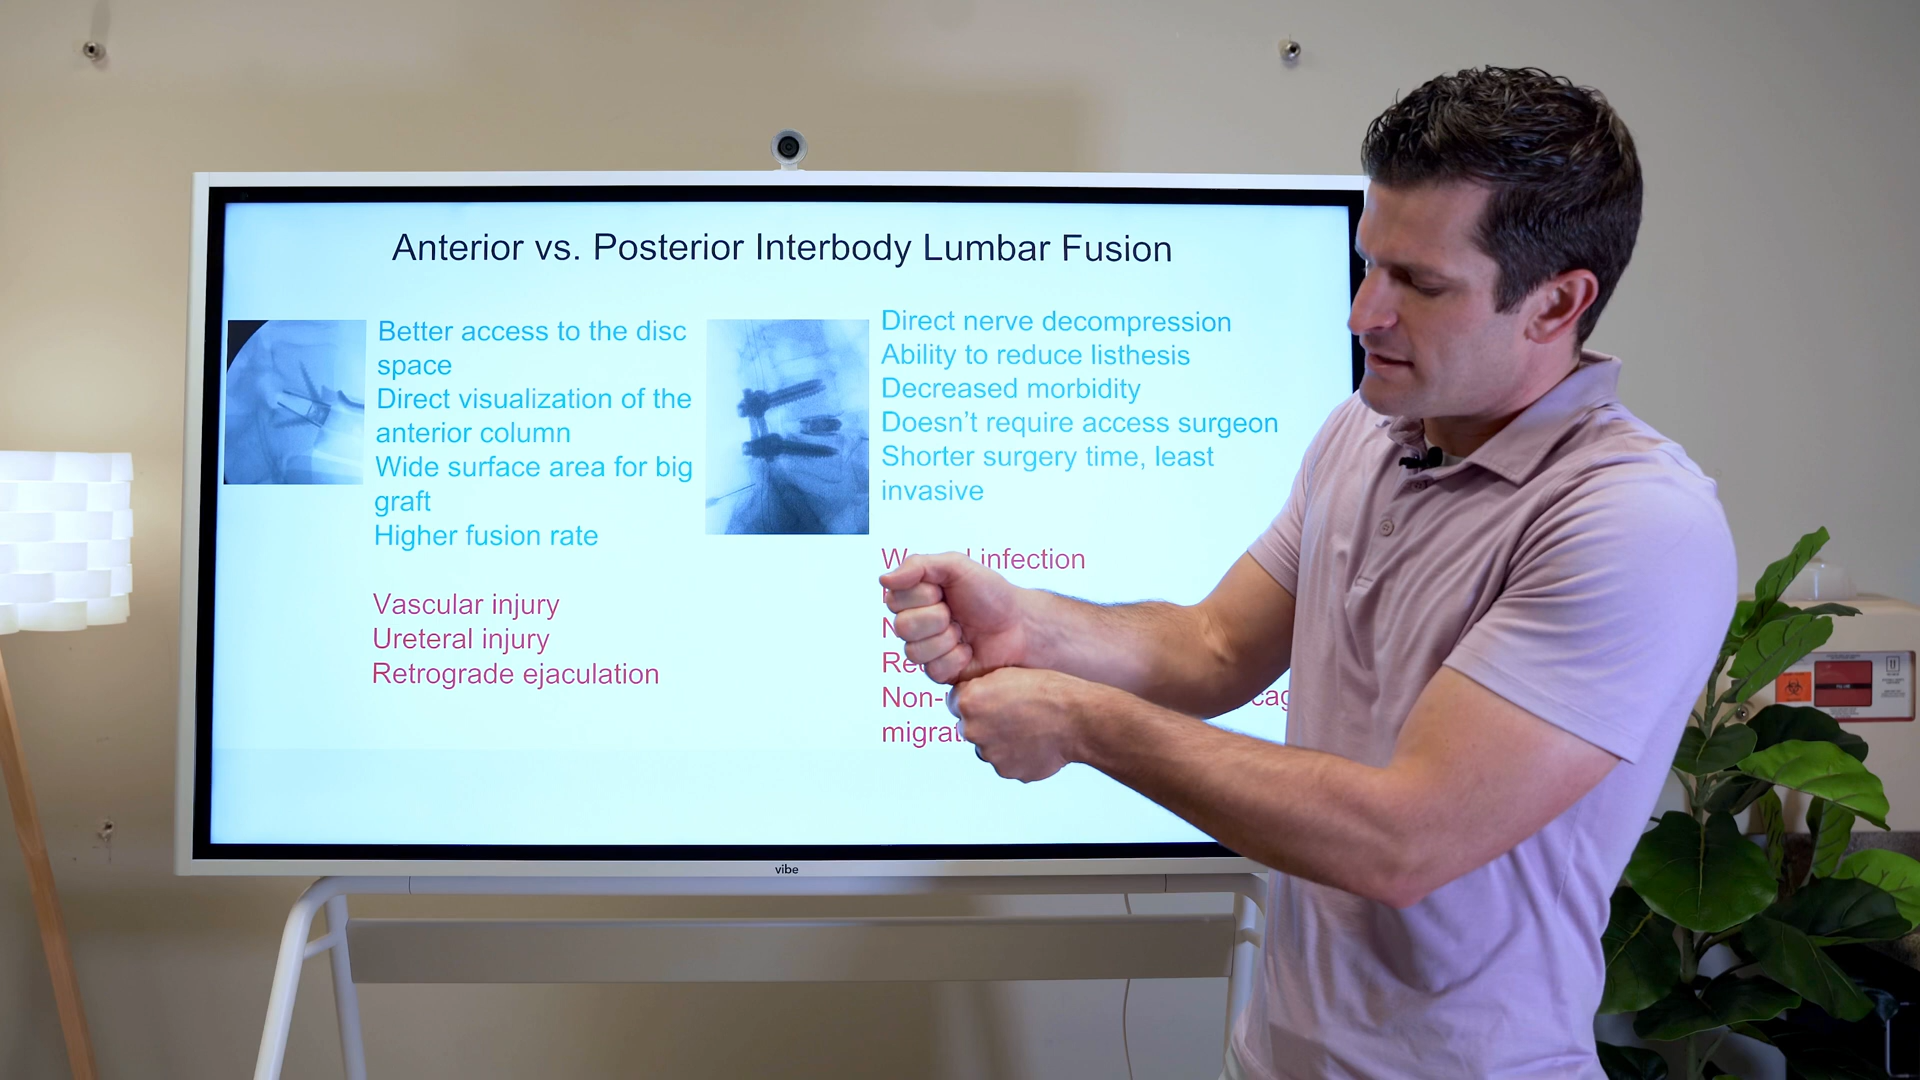 Anterior vs. Posterior Interbody Lumbar Fusion
Better access to the disc
space
Direct visualization of the
anterior column
Wide surface area for big
graft
Higher fusion rate
Vascular injury
Ureteral injury
Retrograde ejaculation
Direct nerve decompression
Ability to reduce listhesis
Decreased morbidity
Doesn't require access surgeon
Shorter surgery time, least
invasive
infection
vibe